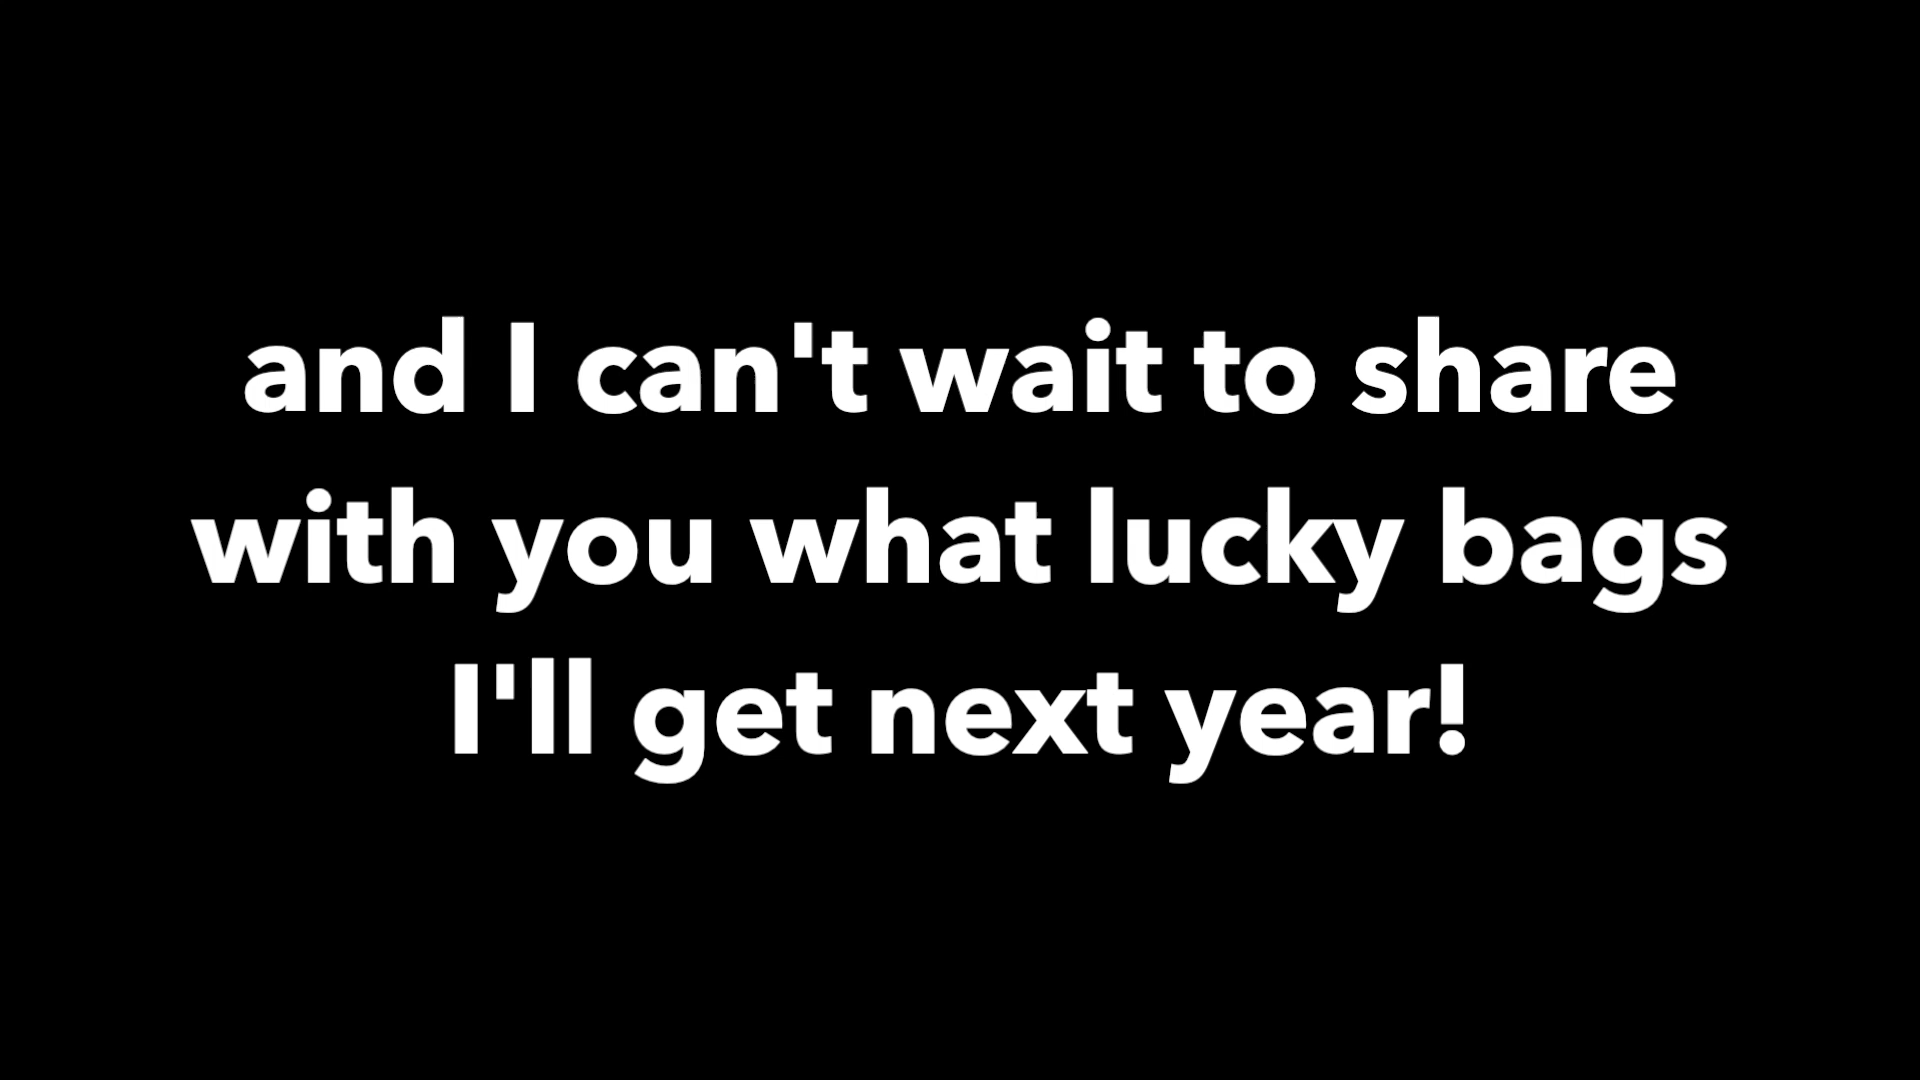 and I can't wait to share
with you what lucky bags
I'll get next year!